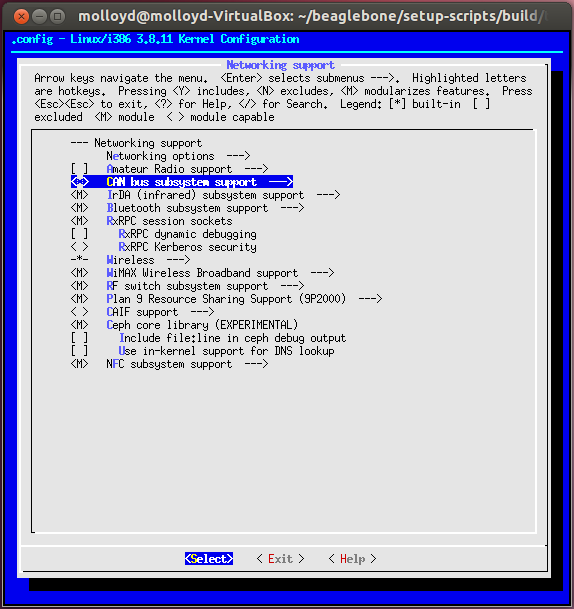 molloyd@molloyd-VirtualBox: ~/beaglebone/setup-scripts/build/
.config - Linux/i386 3.8.11 Kernel Configuration
Networking support
Arrow keys navigate the menu.  <Enter> selects submenus --->.  Highlighted letters
are hotkeys.  Pressing <Y> includes, <N> excludes, <M> modularizes features.  Press
<Esc><Esc> to exit, <?> for Help, </> for Search.  Legend: [*] built-in  [ ]
excluded  <M> module  < > module capable
--- Networking support
Networking options  --->
[ ]   Amateur Radio support  --->
<*>   CAN bus subsystem support  --->
<M>   IrDA (infrared) subsystem support  --->
<M>   Bluetooth subsystem support  --->
<M>   RxRPC session sockets
[ ]     RxRPC dynamic debugging
< >     RxRPC Kerberos security
-*-   Wireless  --->
<M>   WiMAX Wireless Broadband support  --->
<M>   RF switch subsystem support  --->
<M>   Plan 9 Resource Sharing Support (9P2000)  --->
< >   CAIF support  --->
<M>   Ceph core library (EXPERIMENTAL)
[ ]     Include file:line in ceph debug output
[ ]     Use in-kernel support for DNS lookup
<M>   NFC subsystem support  --->
<Select>    < Exit >    < Help >